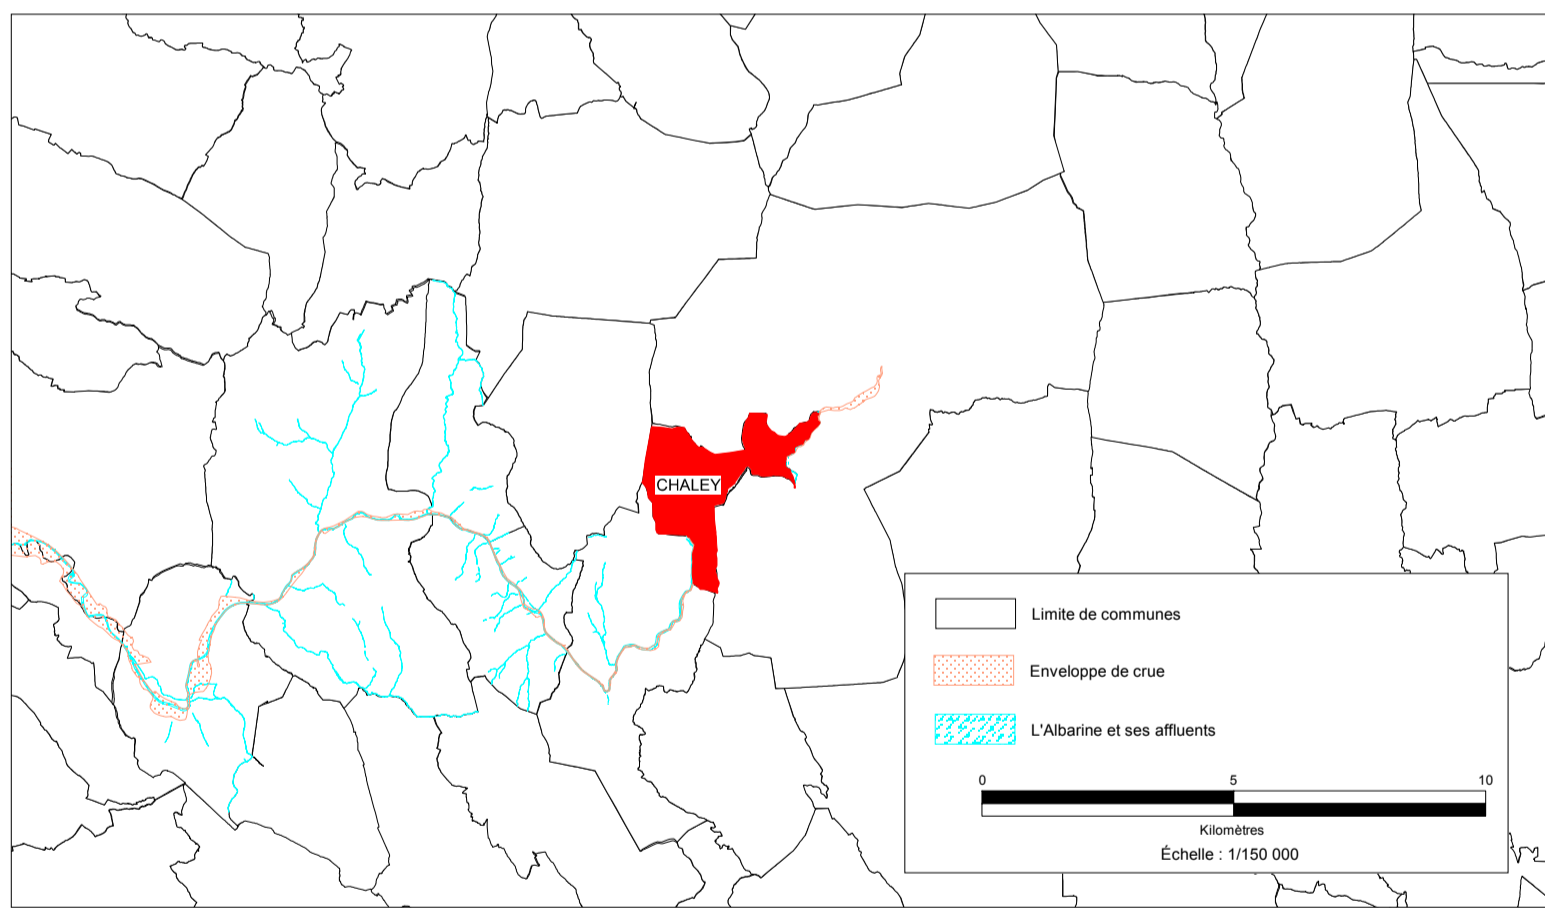 CHALEY
Limite de communes
Enveloppe de crue
L'Albarine et ses affluents
0 5 10
Kilomètres
Échelle : 1/150 000